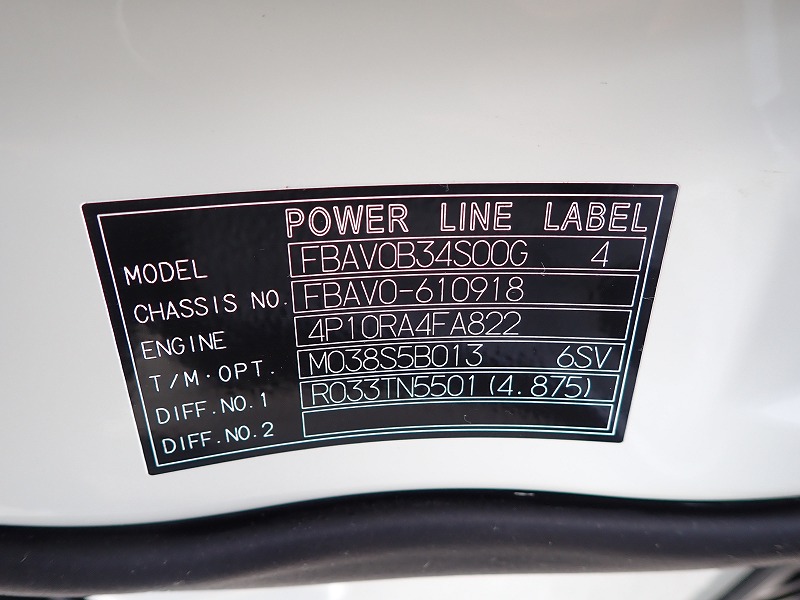 POWER LINE LABEL
MODEL FBAV0B34S00G 4
CHASSIS NO. FBAV0-610918
ENGINE 4P10RA4FA822
T/M·OPT. M038S5B013 6SV
DIFF.NO.1 R033TN5501(4.875)
DIFF.NO.2